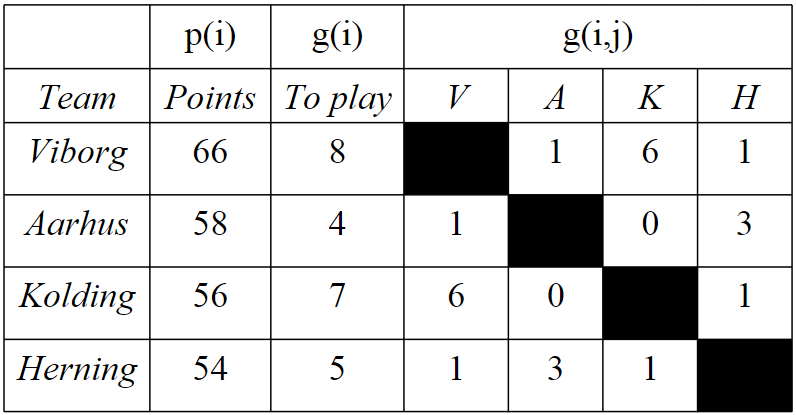 p(i) g(i) g(i,j)
Team Points To play V A K H
Viborg 66 8 1 6 1
Aarhus 58 4 1 0 3
Kolding 56 7 6 0 1
Herning 54 5 1 3 1